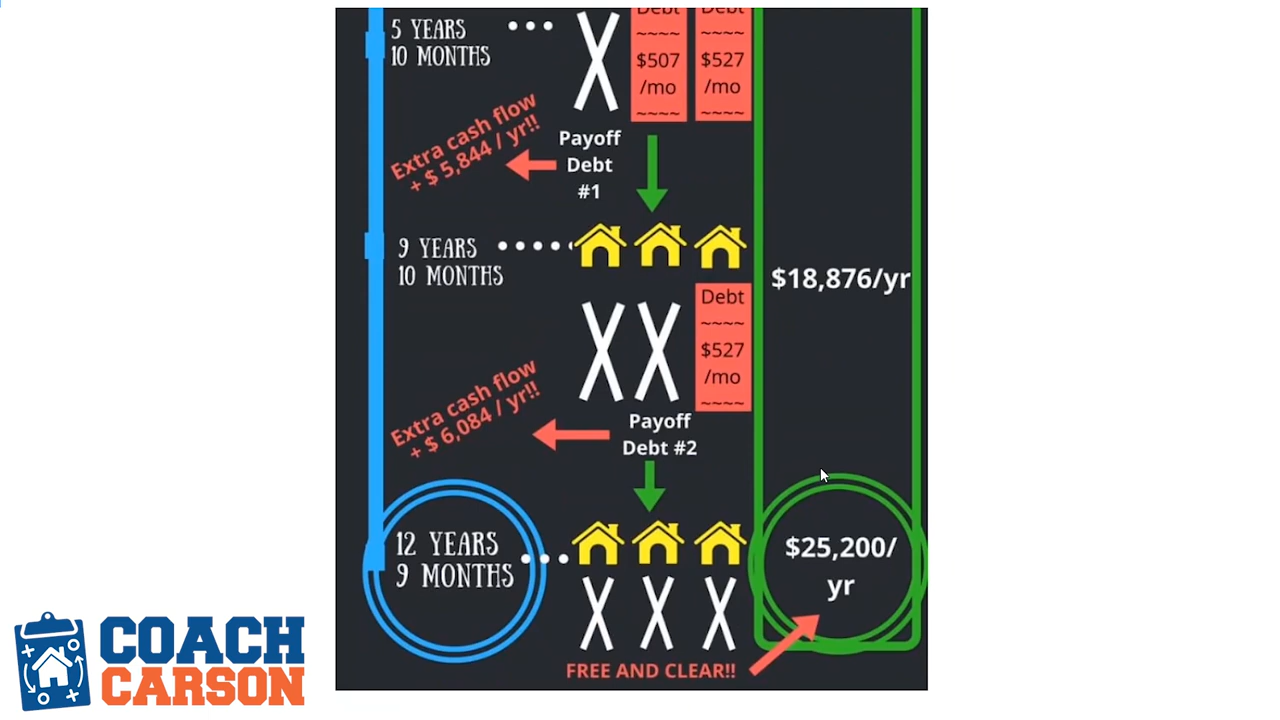 Debt
Debt
5 YEARS
10 MONTHS
~~~~
~~~~
$507
/mo
~~~~
$527
/mo
~~~~
Extra cash flow
+ $ 5,844 / yr!!
Payoff
Debt
#1
9 YEARS
10 MONTHS
$18,876/yr
Debt
~~~~
$527
/mo
~~~~
Extra cash flow
+ $ 6,084 / yr!!
Payoff
Debt #2
12 YEARS
9 MONTHS
$25,200/
yr
FREE AND CLEAR!!
COACH
CARSON